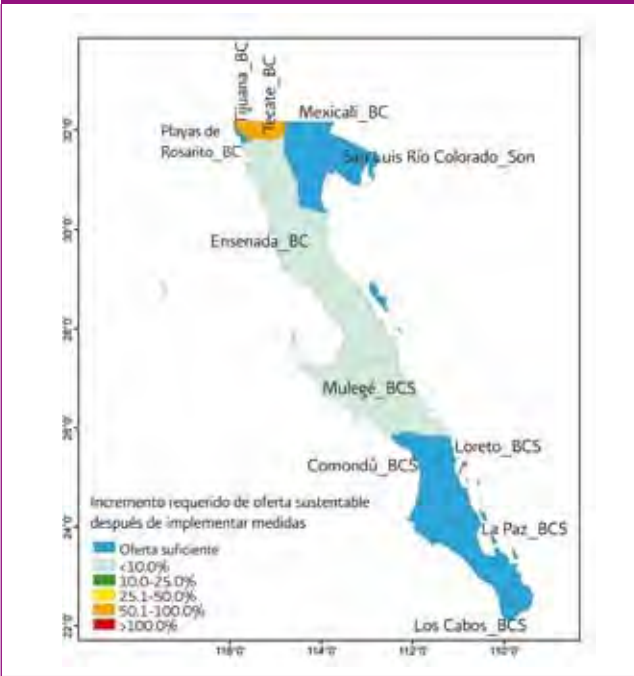 Tijuana_BC
Tecate_BC
Mexicali_BC
Playas de
Rosarito_BC
San Luis Río Colorado_Son
Ensenada_BC
Mulegé_BCS
Loreto_BCS
Comondú_BCS
La Paz_BCS
Los Cabos_BCS
Incremento requerido de oferta sustentable
después de implementar medidas
Oferta suficiente
<10.0%
10.0-25.0%
25.1-50.0%
50.1-100.0%
>100.0%
32°0'
30°0'
28°0'
26°0'
24°0'
22°0'
116°0'
114°0'
112°0'
110°0'